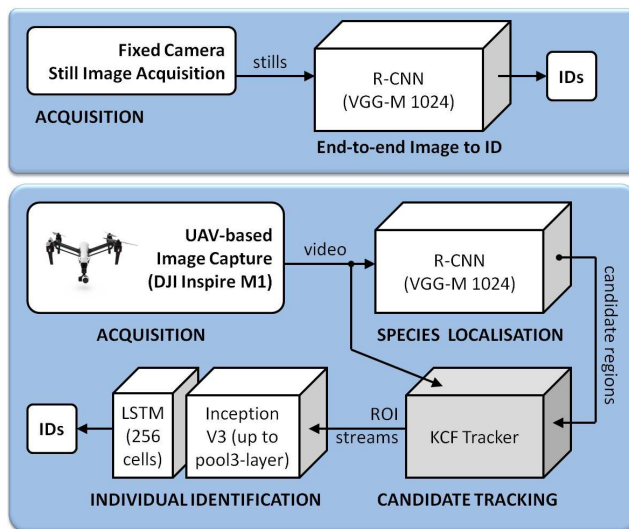 Fixed Camera
Still Image Acquisition
stills
R-CNN
(VGG-M 1024)
IDs
ACQUISITION
End-to-end Image to ID
UAV-based
Image Capture
(DJI Inspire M1)
video
R-CNN
(VGG-M 1024)
candidate regions
ACQUISITION
SPECIES LOCALISATION
IDs
LSTM
(256
cells)
Inception
V3 (up to
pool3-layer)
ROI
streams
KCF Tracker
INDIVIDUAL IDENTIFICATION
CANDIDATE TRACKING